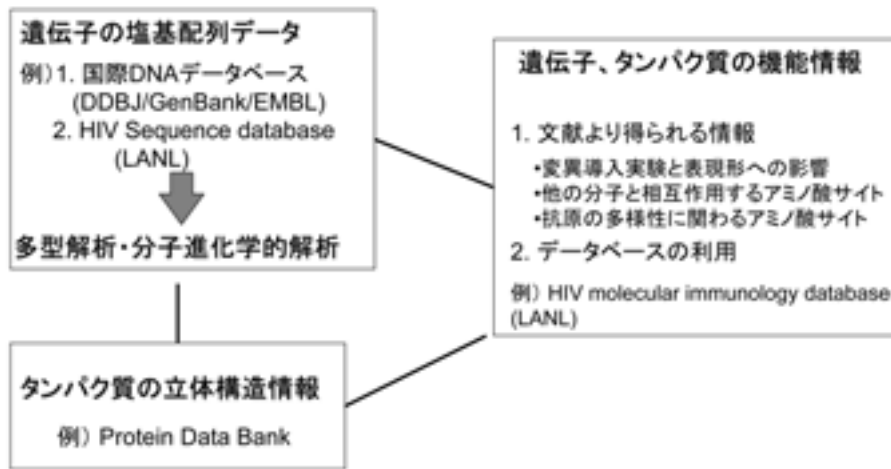 遺伝子の塩基配列データ
例）1. 国際DNAデータベース
(DDBJ/GenBank/EMBL)
2. HIV Sequence database
(LANL)
多型解析・分子進化学的解析
タンパク質の立体構造情報
例） Protein Data Bank
遺伝子、タンパク質の機能情報
1. 文献より得られる情報
•変異導入実験と表現形への影響
•他の分子と相互作用するアミノ酸サイト
•抗原の多様性に関わるアミノ酸サイト
2. データベースの利用
例） HIV molecular immunology database
(LANL)